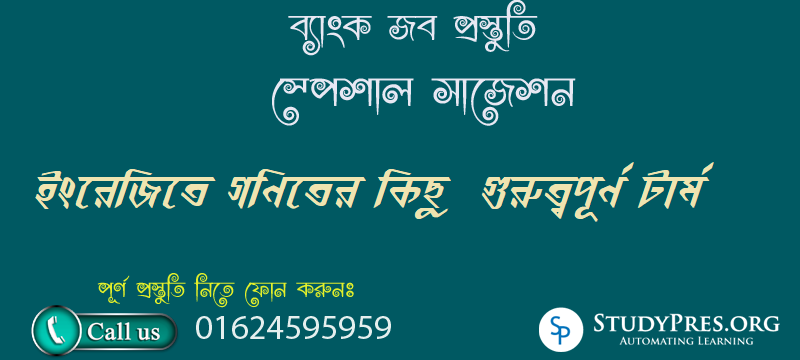 ব্যাংক জব প্রস্তুতি
স্পেশাল সাজেশন
ইংরেজিতে গনিতের কিছু গুরুত্বপূর্ন টার্ম
পূর্ণ প্রস্তুতি নিতে ফোন করুনঃ
Call us 01624595959
SP STUDYPRES.ORG
AUTOMATING LEARNING